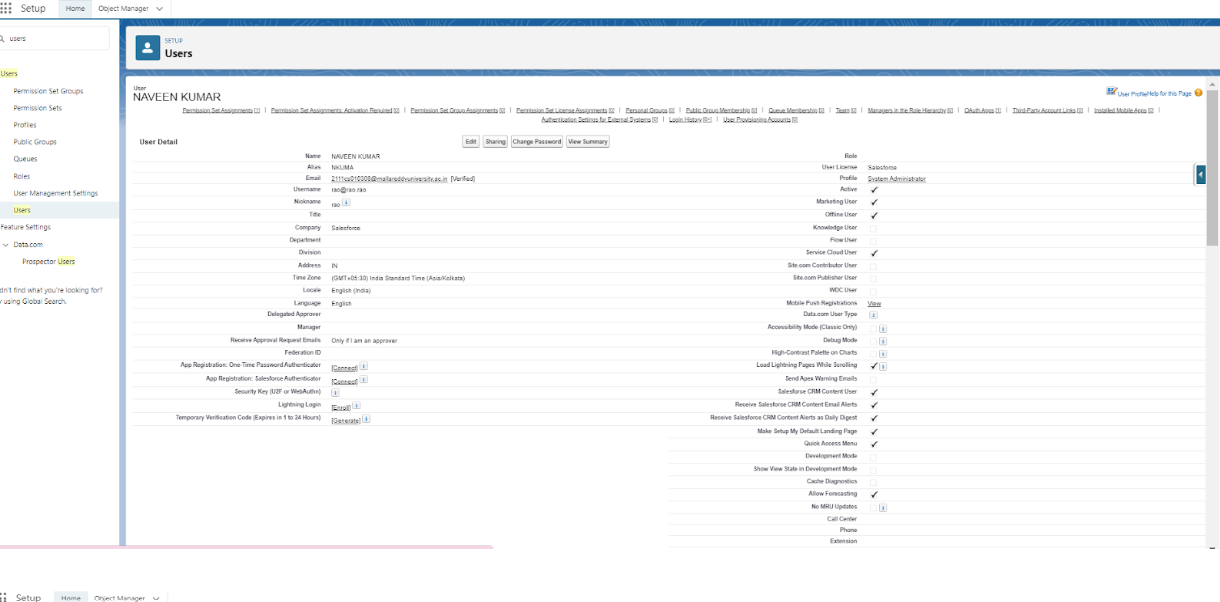 Setup Home Object Manager
users
SETUP
Users
Users
Permission Set Groups
Permission Sets
Profiles
Public Groups
Queues
Roles
User Management Settings
Users
Feature Settings
Data.com
Prospector Users
dn't find what you're looking for?
using Global Search.
User
NAVEEN KUMAR
User Profile Help for this Page
Permission Set Assignments | Permission Set Assignments: Activation Required | Permission Set Group Assignments | Permission Set License Assignments | Personal Groups | Public Group Membership | Queue Membership | Team | Managers in the Role Hierarchy | OAuth Apps | Third-Party Account Links | Installed Mobile Apps
Authentication Settings for External Systems | Login History | User Provisioning Accounts
User Detail Edit Sharing Change Password View Summary
Name NAVEEN KUMAR
Alias NKUMA
Email 2111cs010308@mallareddyuniversity.ac.in [Verified]
Username rao@rao.rao
Nickname rao
Title
Company Salesforce
Department
Division
Address IN
Time Zone (GMT+05:30) India Standard Time (Asia/Kolkata)
Locale English (India)
Language English
Delegated Approver
Manager
Receive Approval Request Emails Only if I am an approver
Federation ID
App Registration: One-Time Password Authenticator [Connect]
App Registration: Salesforce Authenticator [Connect]
Security Key (U2F or WebAuthn)
Lightning Login [Enroll]
Temporary Verification Code (Expires in 1 to 24 Hours) [Generate]
Role
User License Salesforce
Profile System Administrator
Active
Marketing User
Offline User
Knowledge User
Flow User
Service Cloud User
Site.com Contributor User
Site.com Publisher User
WDC User
Mobile Push Registrations View
Data.com User Type
Accessibility Mode (Classic Only)
Debug Mode
High-Contrast Palette on Charts
Load Lightning Pages While Scrolling
Send Apex Warning Emails
Salesforce CRM Content User
Receive Salesforce CRM Content Email Alerts
Receive Salesforce CRM Content Alerts as Daily Digest
Make Setup My Default Landing Page
Quick Access Menu
Development Mode
Show View State in Development Mode
Cache Diagnostics
Allow Forecasting
No MRU Updates
Call Center
Phone
Extension
Setup Home Object Manager